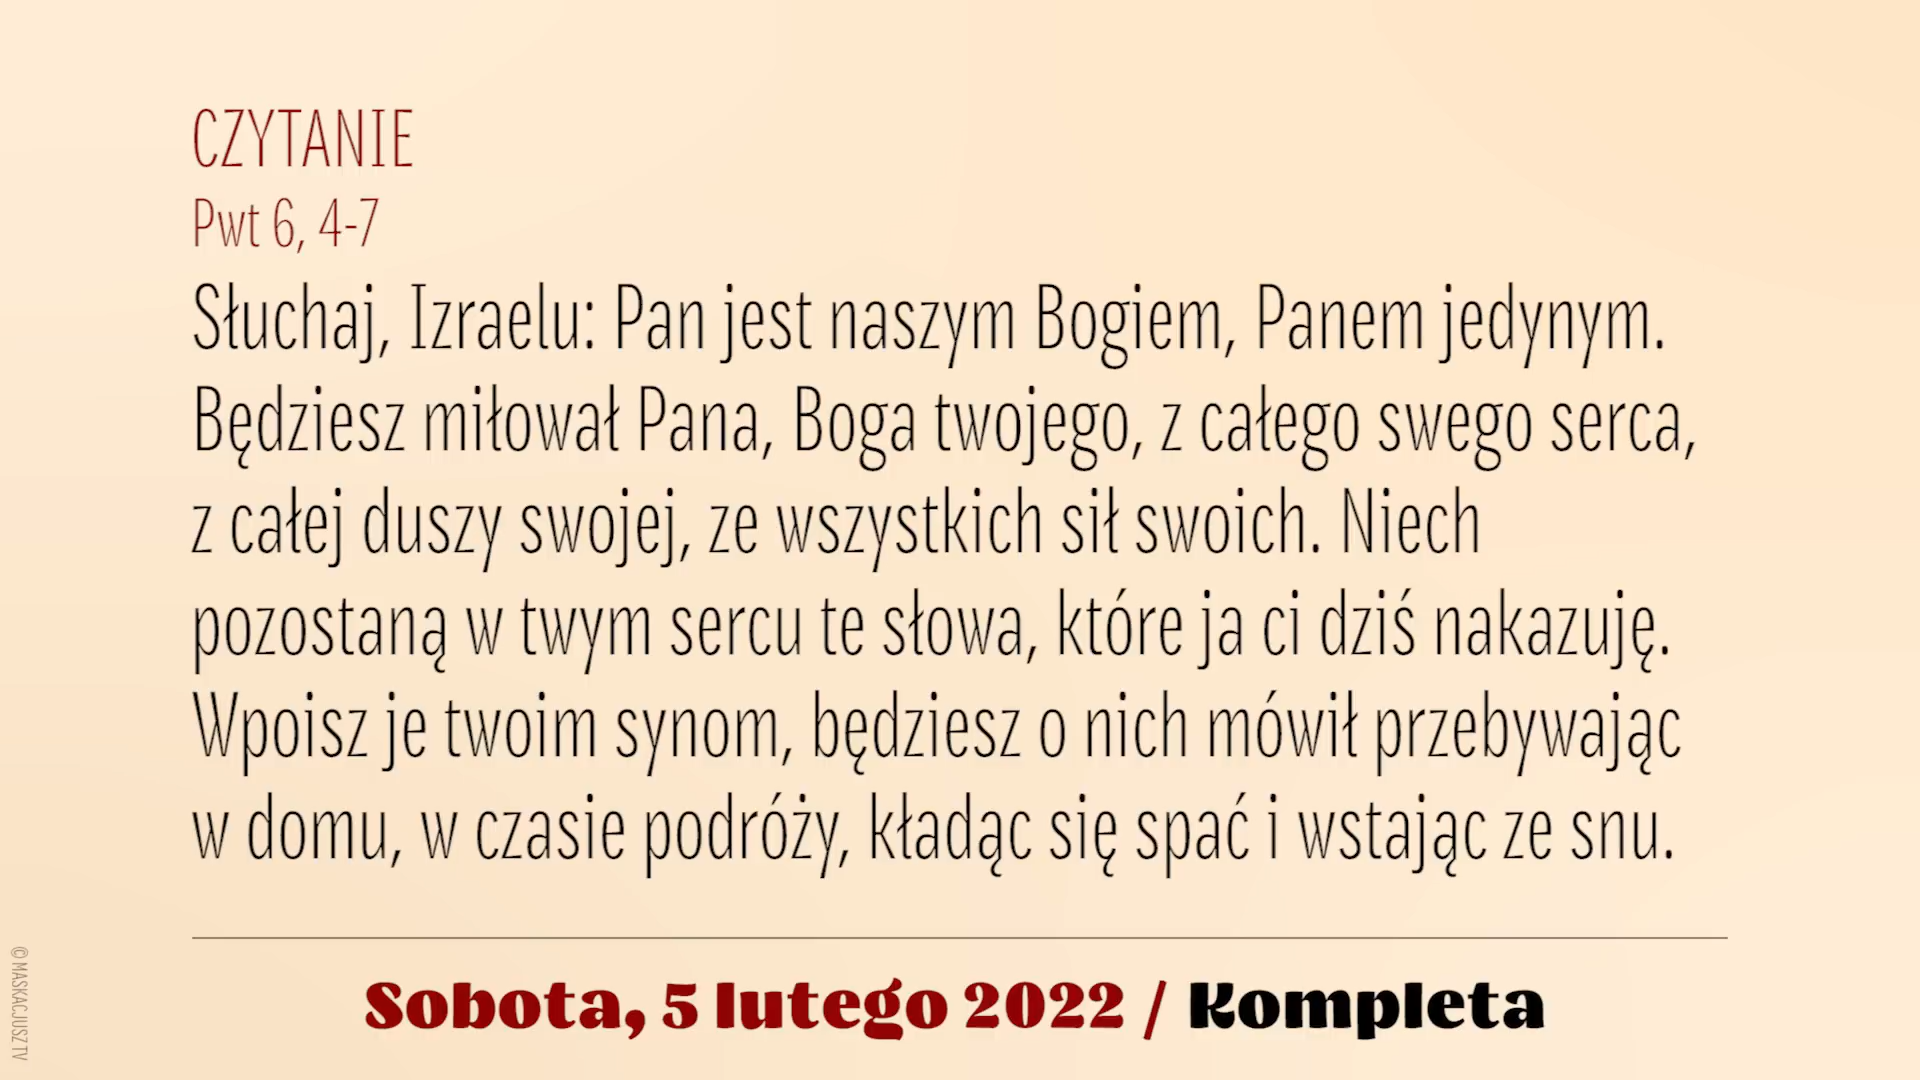 CZYTANIE
Pwt 6, 4-7
Słuchaj, Izraelu: Pan jest naszym Bogiem, Panem jedynym.
Będziesz miłował Pana, Boga twojego, z całego swego serca,
z całej duszy swojej, ze wszystkich sił swoich. Niech
pozostaną w twym sercu te słowa, które ja ci dziś nakazuję.
Wpoisz je twoim synom, będziesz o nich mówił przebywając
w domu, w czasie podróży, kładąc się spać i wstając ze snu.
Sobota, 5 lutego 2022 / Kompleta
© MASKACJUSZ TV